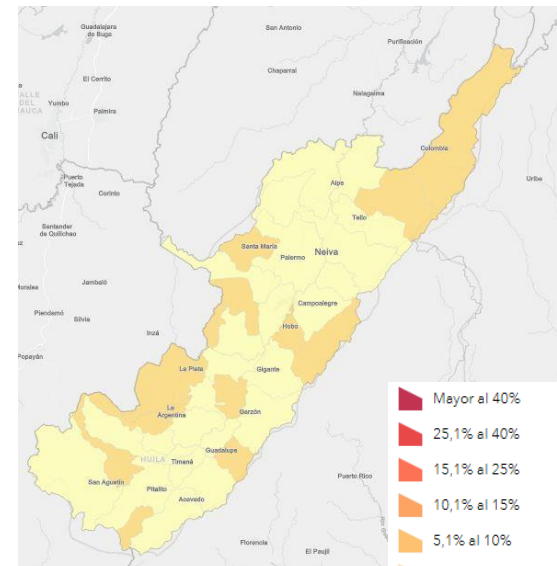 Guadalajara
de Buga
San Antonio
Purificación
El Cerrito
Chaparral
Natagaima
Yumbo
Palmira
Cali
Colombia
Puerto
Tejada
Corinto
Aipe
Uribe
Tello
Santander
de Quilichao
Santa María
Neiva
Palermo
Jambaló
Campoalegre
Piendamó
Silvia
Inzá
Hobo
Popayán
La Plata
Gigante
La
Argentina
Garzón
Mayor al 40%
25,1% al 40%
HUILA
Timaná
Guadalupe
15,1% al 25%
San Agustín
Pitalito
Puerto Rico
10,1% al 15%
Acevedo
5,1% al 10%
Florencia
El Paujil